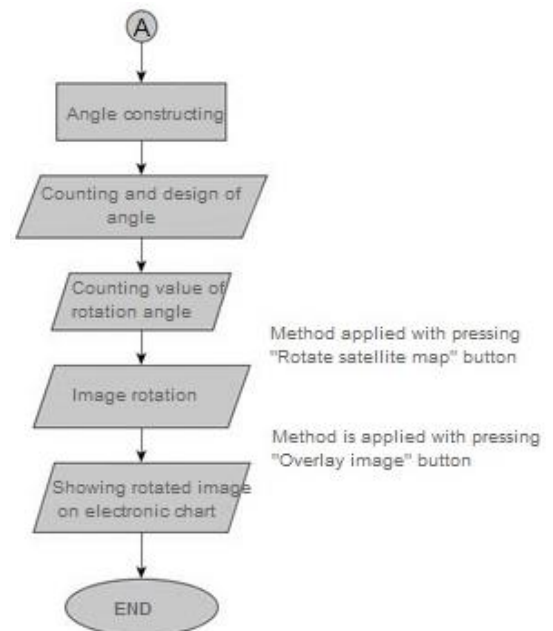 A
Angle constructing
Counting and design of
angle
Counting value of
rotation angle
Method applied with pressing
"Rotate satellite map" button
Image rotation
Method is applied with pressing
"Overlay image" button
Showing rotated image
on electronic chart
END